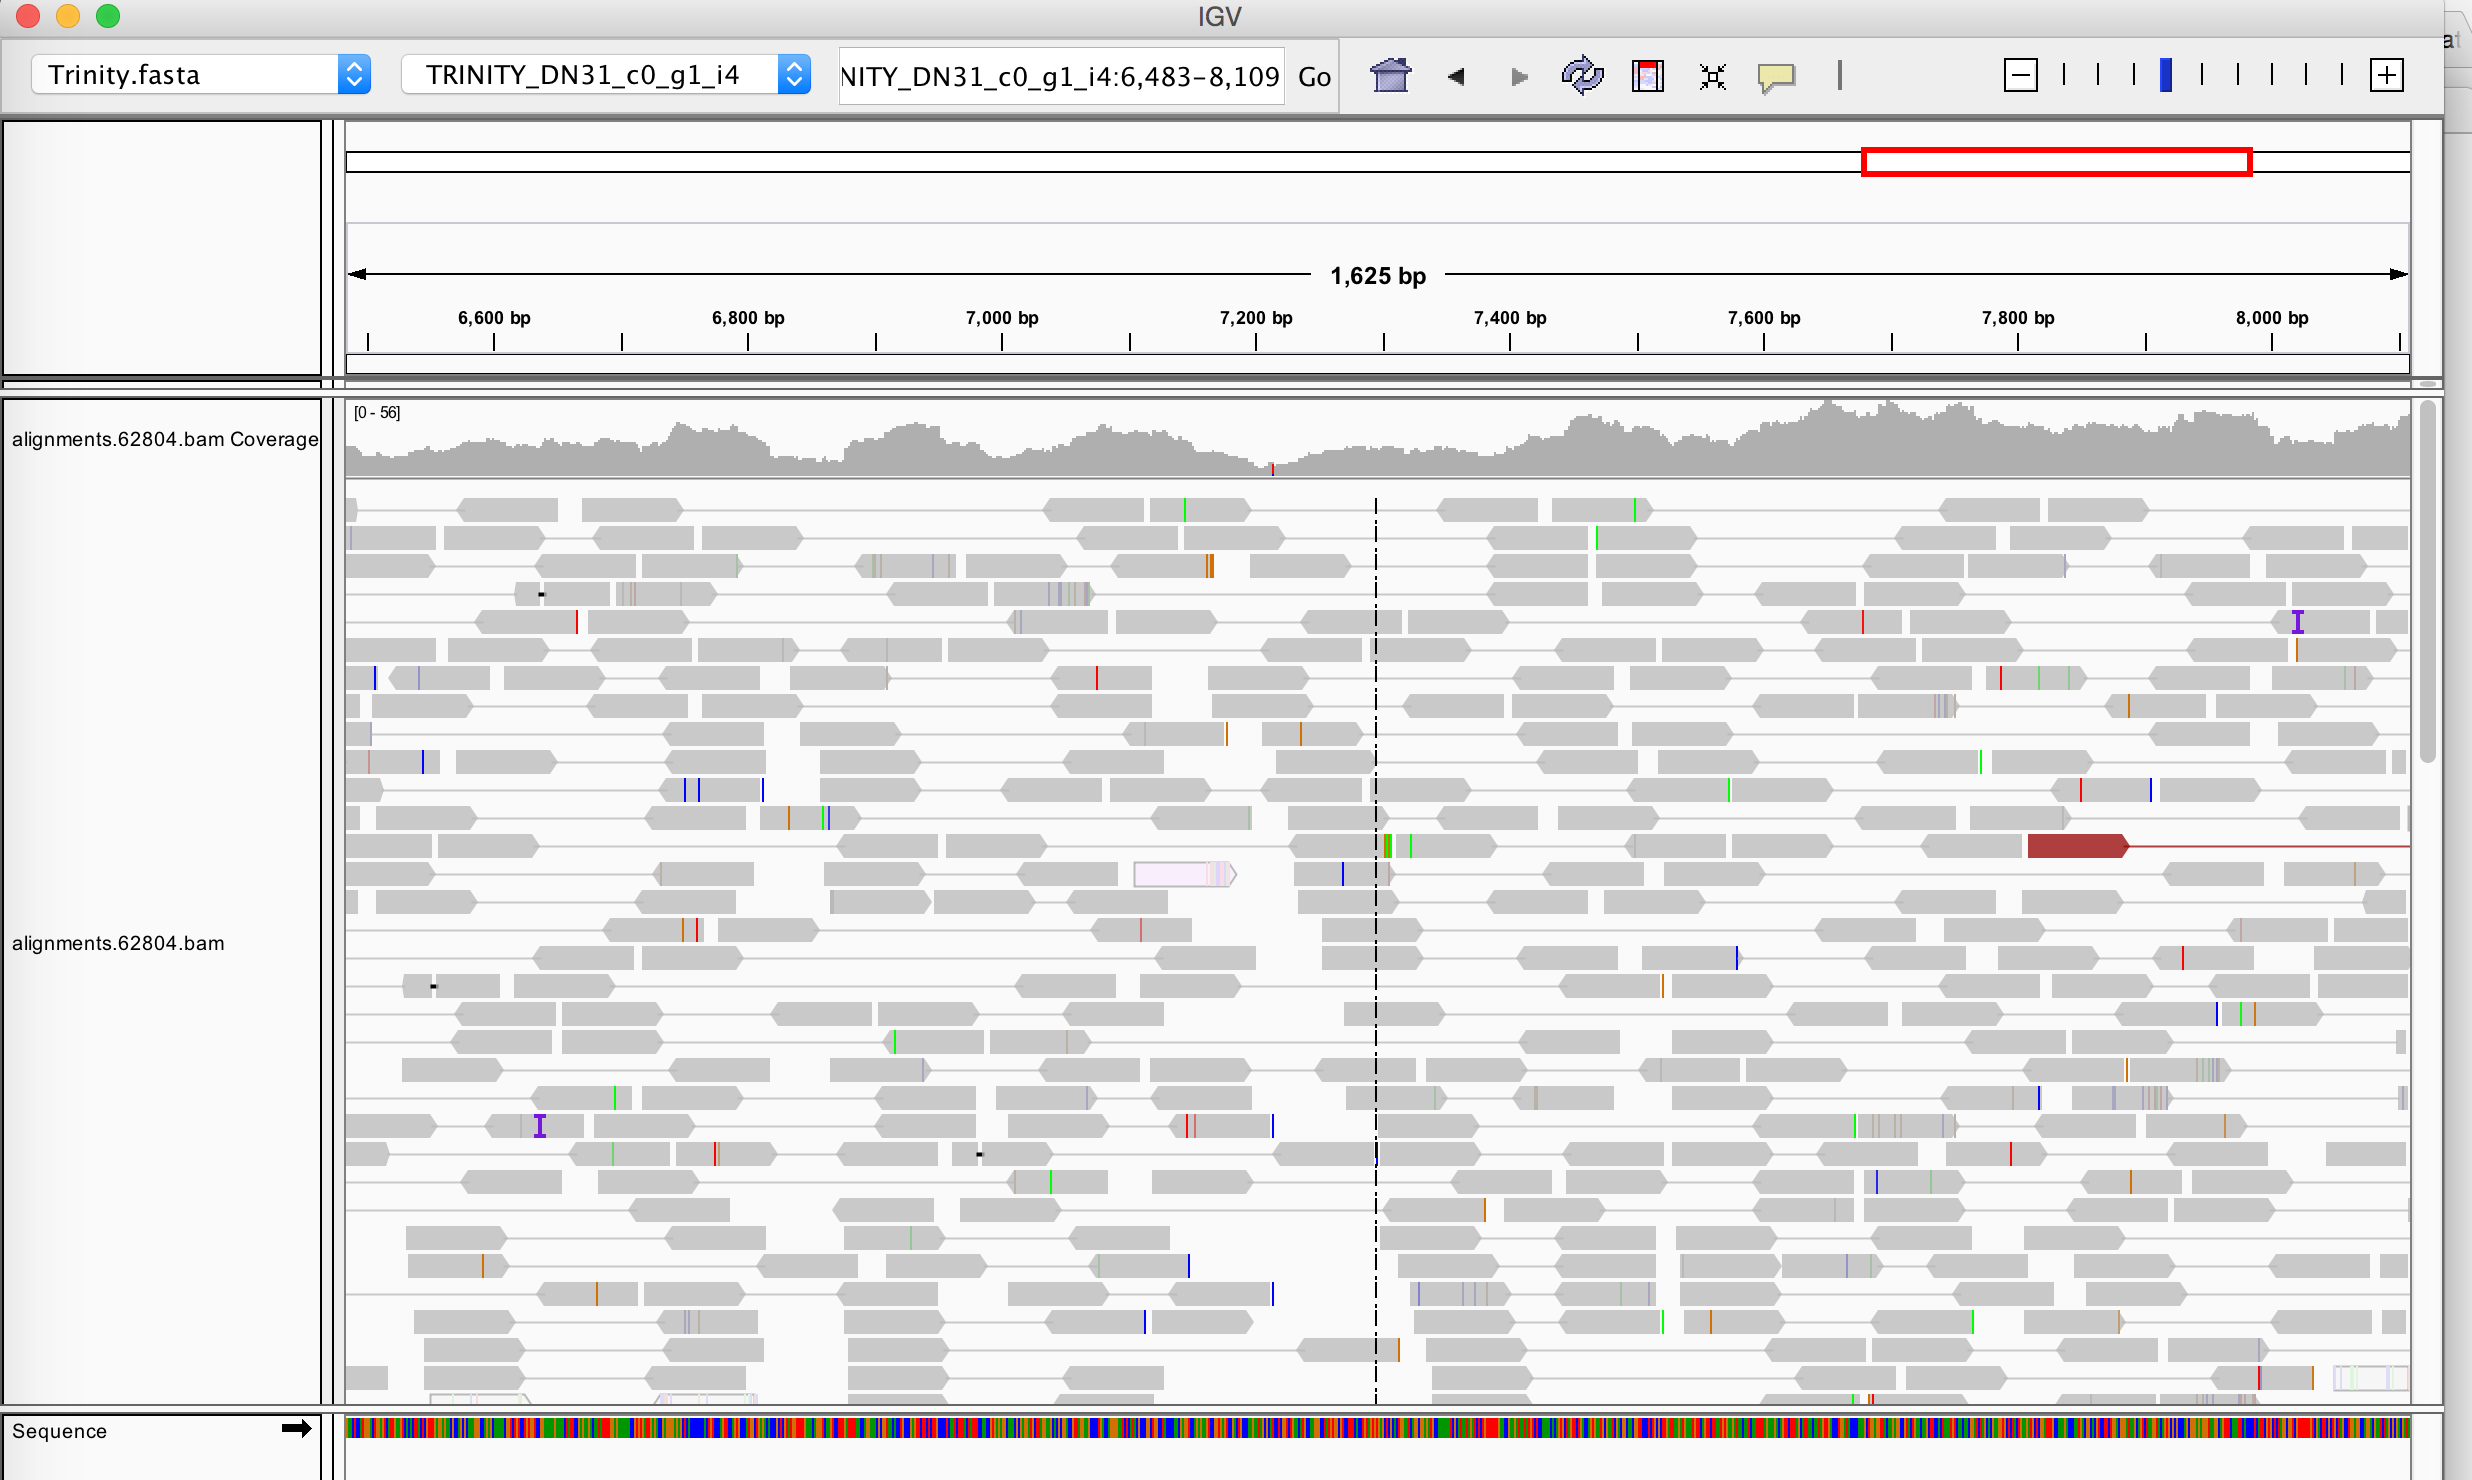 IGV
Trinity.fasta
TRINITY_DN31_c0_g1_i4
NITY_DN31_c0_g1_i4:6,483-8,109
Go
1,625 bp
6,600 bp 6,800 bp 7,000 bp 7,200 bp 7,400 bp 7,600 bp 7,800 bp 8,000 bp
[0 - 56]
alignments.62804.bam Coverage
alignments.62804.bam
Sequence